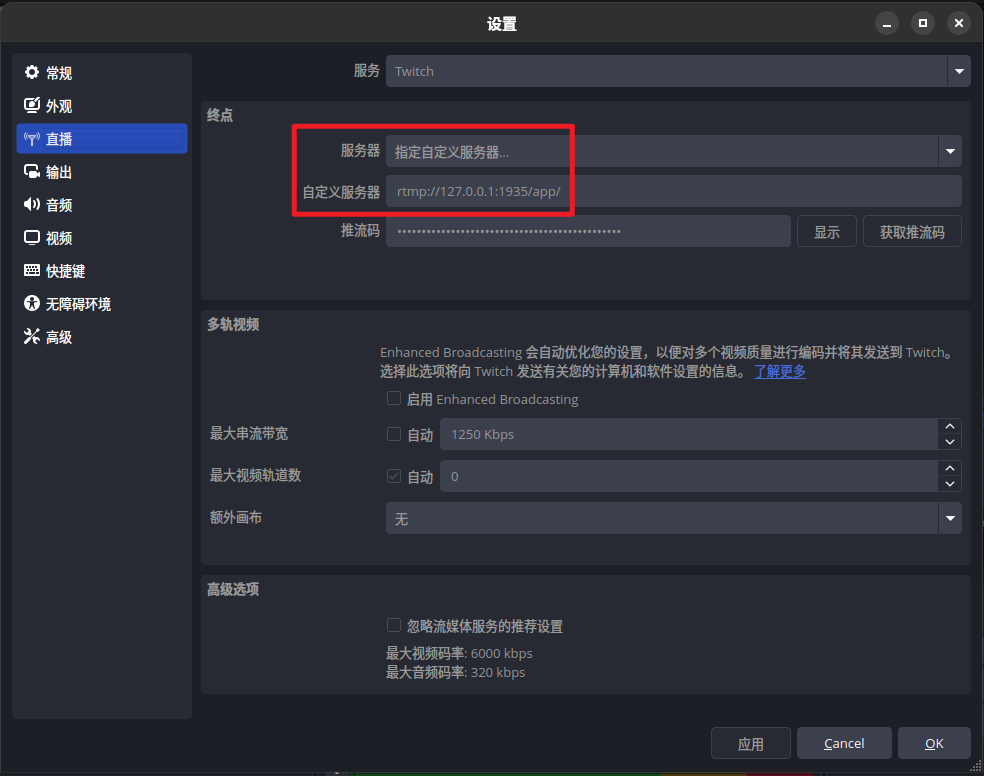 设置
常规
外观
直播
输出
音频
视频
快捷键
无障碍环境
高级
服务 Twitch
终点
服务器 指定自定义服务器...
自定义服务器 rtmp://127.0.0.1:1935/app/
推流码 •••••••••••••••••••••••••••••••••••••••••••••• 显示 获取推流码
多轨视频
Enhanced Broadcasting 会自动优化您的设置，以便对多个视频质量进行编码并将其发送到 Twitch。
选择此选项将向 Twitch 发送有关您的计算机和软件设置的信息。 了解更多
启用 Enhanced Broadcasting
最大串流带宽 自动 1250 Kbps
最大视频轨道数 自动 0
额外画布 无
高级选项
忽略流媒体服务的推荐设置
最大视频码率: 6000 kbps
最大音频码率: 320 kbps
应用 Cancel OK